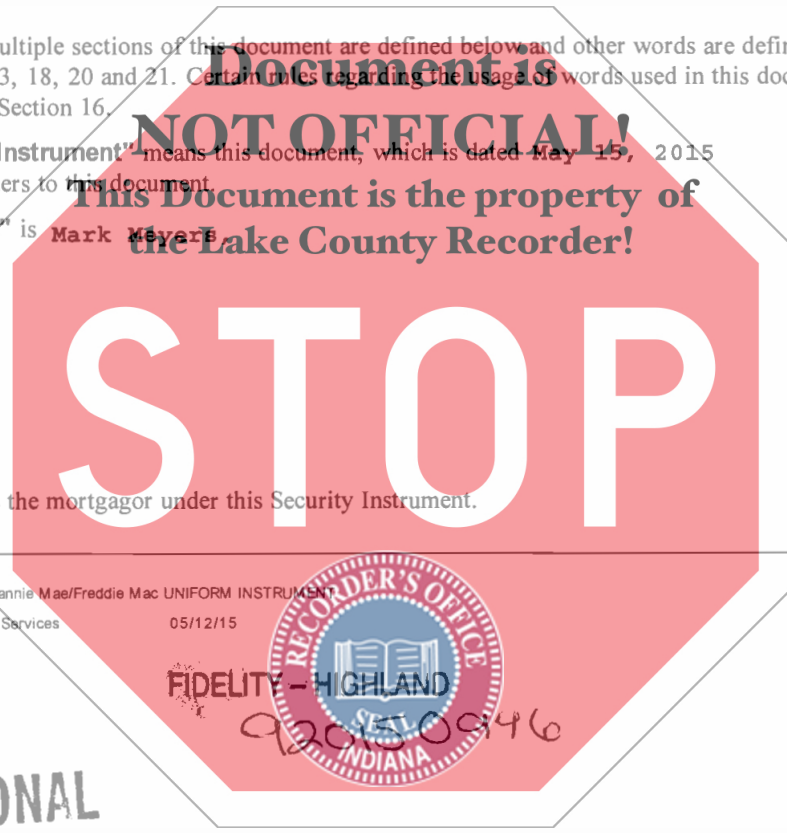 ultiple sections of this document are defined below and other words are defin
Document is
3, 18, 20 and 21. Certain rules regarding the usage of words used in this doc
Section 16.
NOT OFFICIAL!
Instrument" means this document, which is dated May 15, 2015
ers to this document.
This Document is the property of
" is Mark Meyers,
the Lake County Recorder!
STOP
the mortgagor under this Security Instrument.
annie Mae/Freddie Mac UNIFORM INSTRUMENT
Services 05/12/15
RECORDER'S OFFICE
FIDELITY - HIGHLAND
920150946
SEAL
INDIANA
ONAL